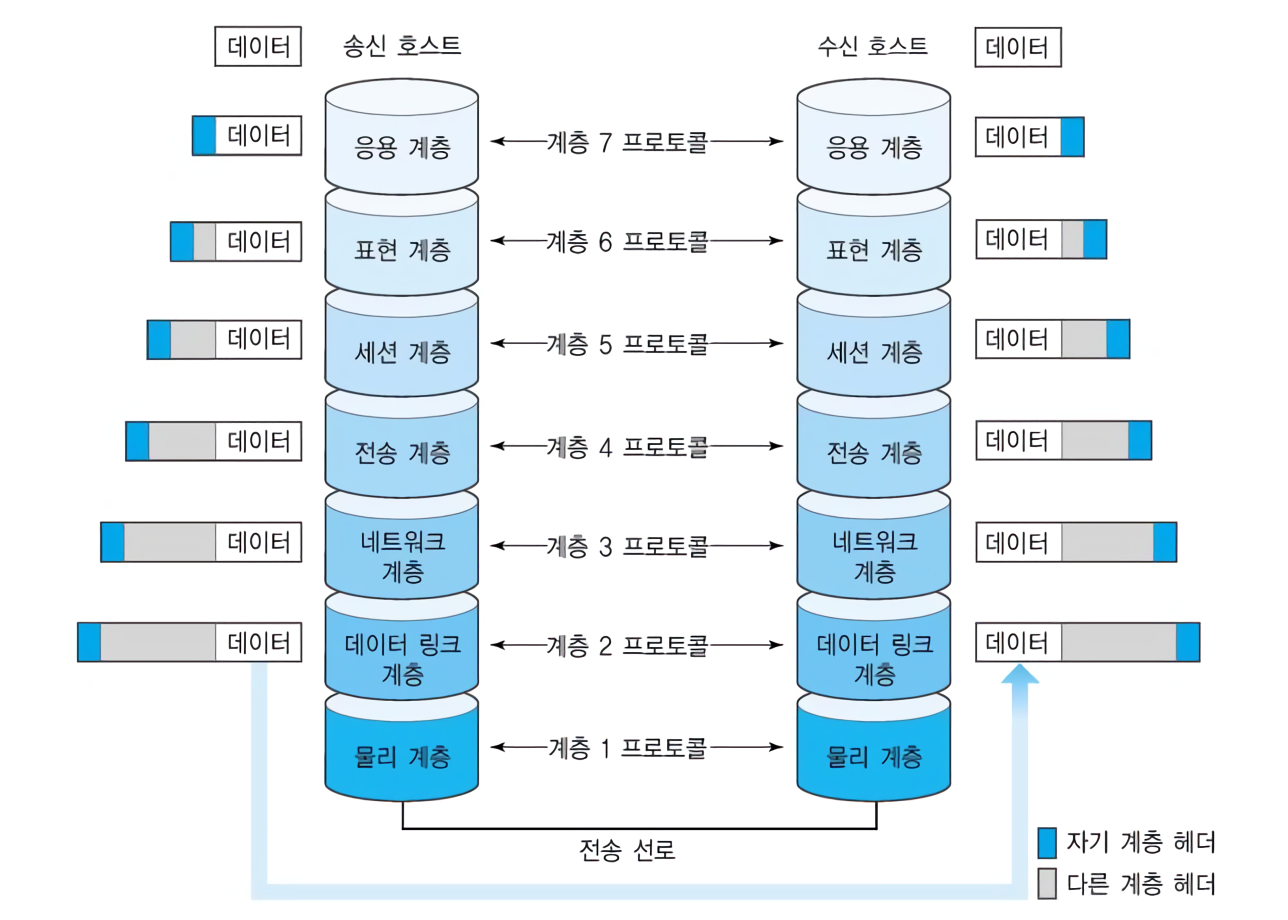 데이터 송신 호스트 수신 호스트 데이터
데이터 응용 계층 계층 7 프로토콜 응용 계층 데이터
데이터 표현 계층 계층 6 프로토콜 표현 계층 데이터
데이터 세션 계층 계층 5 프로토콜 세션 계층 데이터
데이터 전송 계층 계층 4 프로토콜 전송 계층 데이터
데이터 네트워크 계층 3 프로토콜 네트워크 데이터
계층 계층
데이터 데이터 링크 계층 2 프로토콜 데이터 링크 데이터
계층 계층
물리 계층 계층 1 프로토콜 물리 계층
전송 선로
자기 계층 헤더
다른 계층 헤더